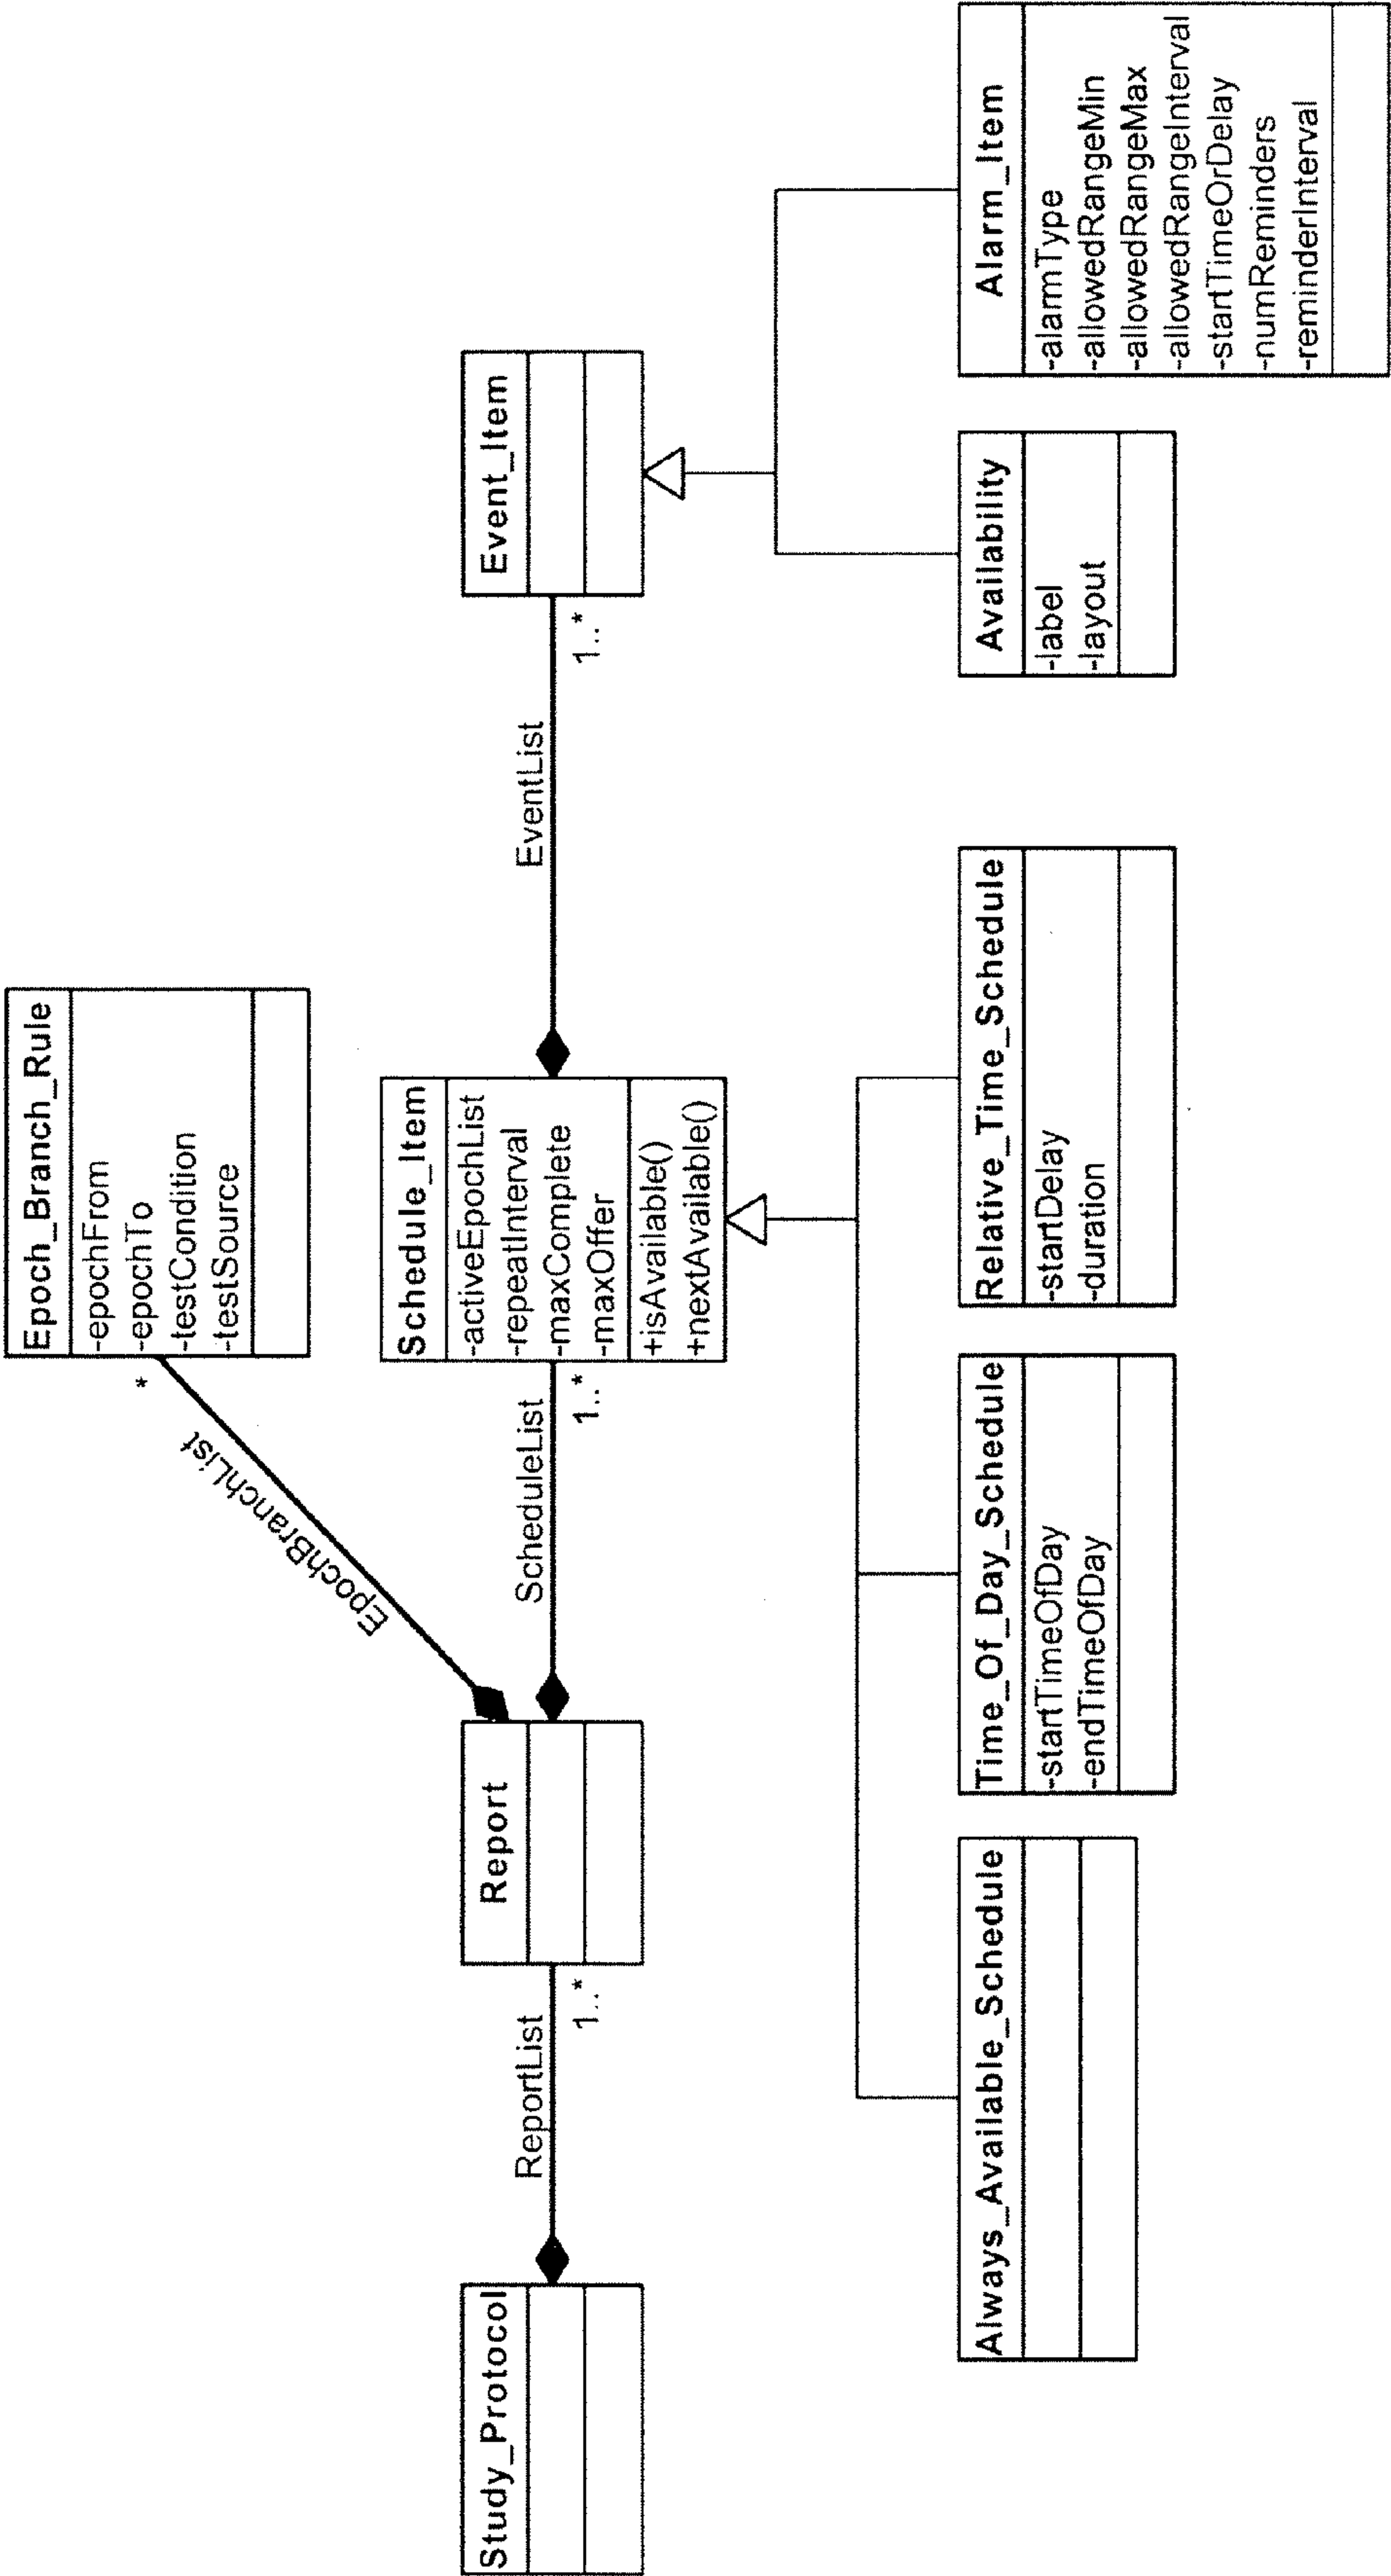 Epoch_Branch_Rule
-epochFrom
-epochTo
-testCondition
-testSource
*
EpochBranchList
Study_Protocol
ReportList
1..*
Report
ScheduleList
1..*
Schedule_Item
-activeEpochList
-repeatInterval
-maxComplete
-maxOffer
+isAvailable()
+nextAvailable()
EventList
1..*
Event_Item
Always_Available_Schedule
Time_Of_Day_Schedule
-startTimeOfDay
-endTimeOfDay
Relative_Time_Schedule
-startDelay
-duration
Availability
-label
-layout
Alarm_Item
-alarmType
-allowedRangeMin
-allowedRangeMax
-allowedRangeInterval
-startTimeOrDelay
-numReminders
-reminderInterval